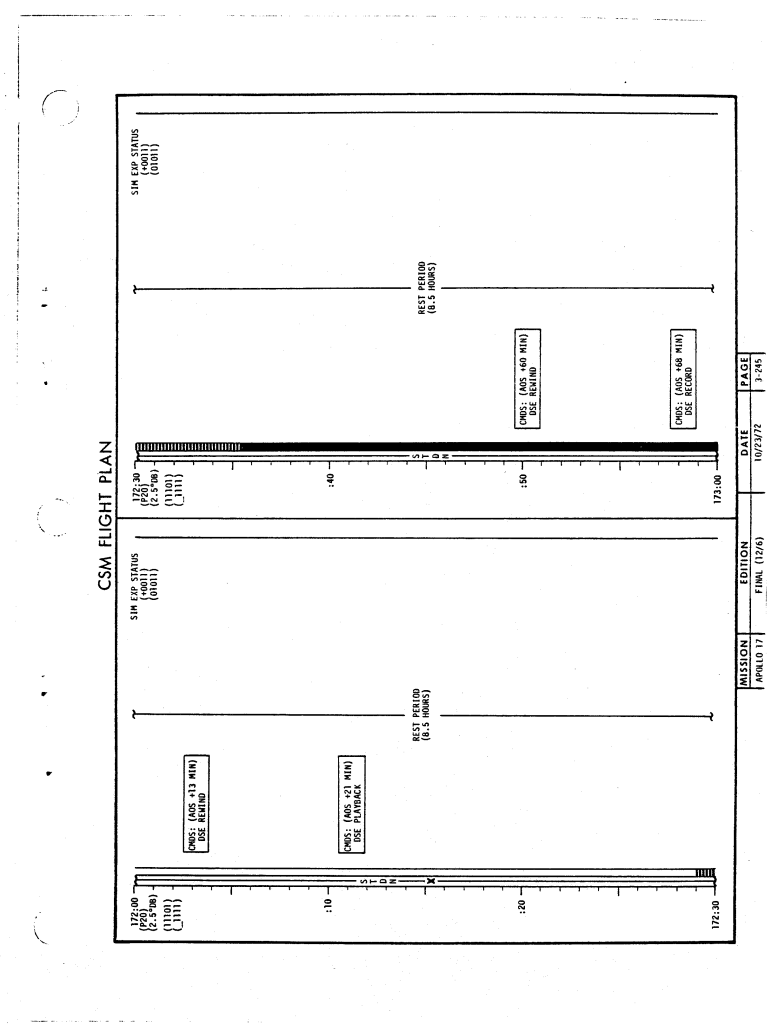 CSM FLIGHT PLAN
172:00
(P20)
(2.5°DB)
(11101)
(_1111)
:10
:20
172:30
S
T
D
N
CMDS: (AOS +13 MIN)
DSE REWIND
CMDS: (AOS +21 MIN)
DSE PLAYBACK
REST PERIOD
(8.5 HOURS)
SIM EXP STATUS
(+0011)
(01011)
172:30
(P20)
(2.5°DB)
(11101)
(_1111)
:40
:50
173:00
S
T
D
N
CMDS: (AOS +60 MIN)
DSE REWIND
CMDS: (AOS +68 MIN)
DSE RECORD
REST PERIOD
(8.5 HOURS)
SIM EXP STATUS
(+0011)
(01011)
MISSION EDITION DATE PAGE
APOLLO 17 FINAL (12/6) 10/23/72 3-245